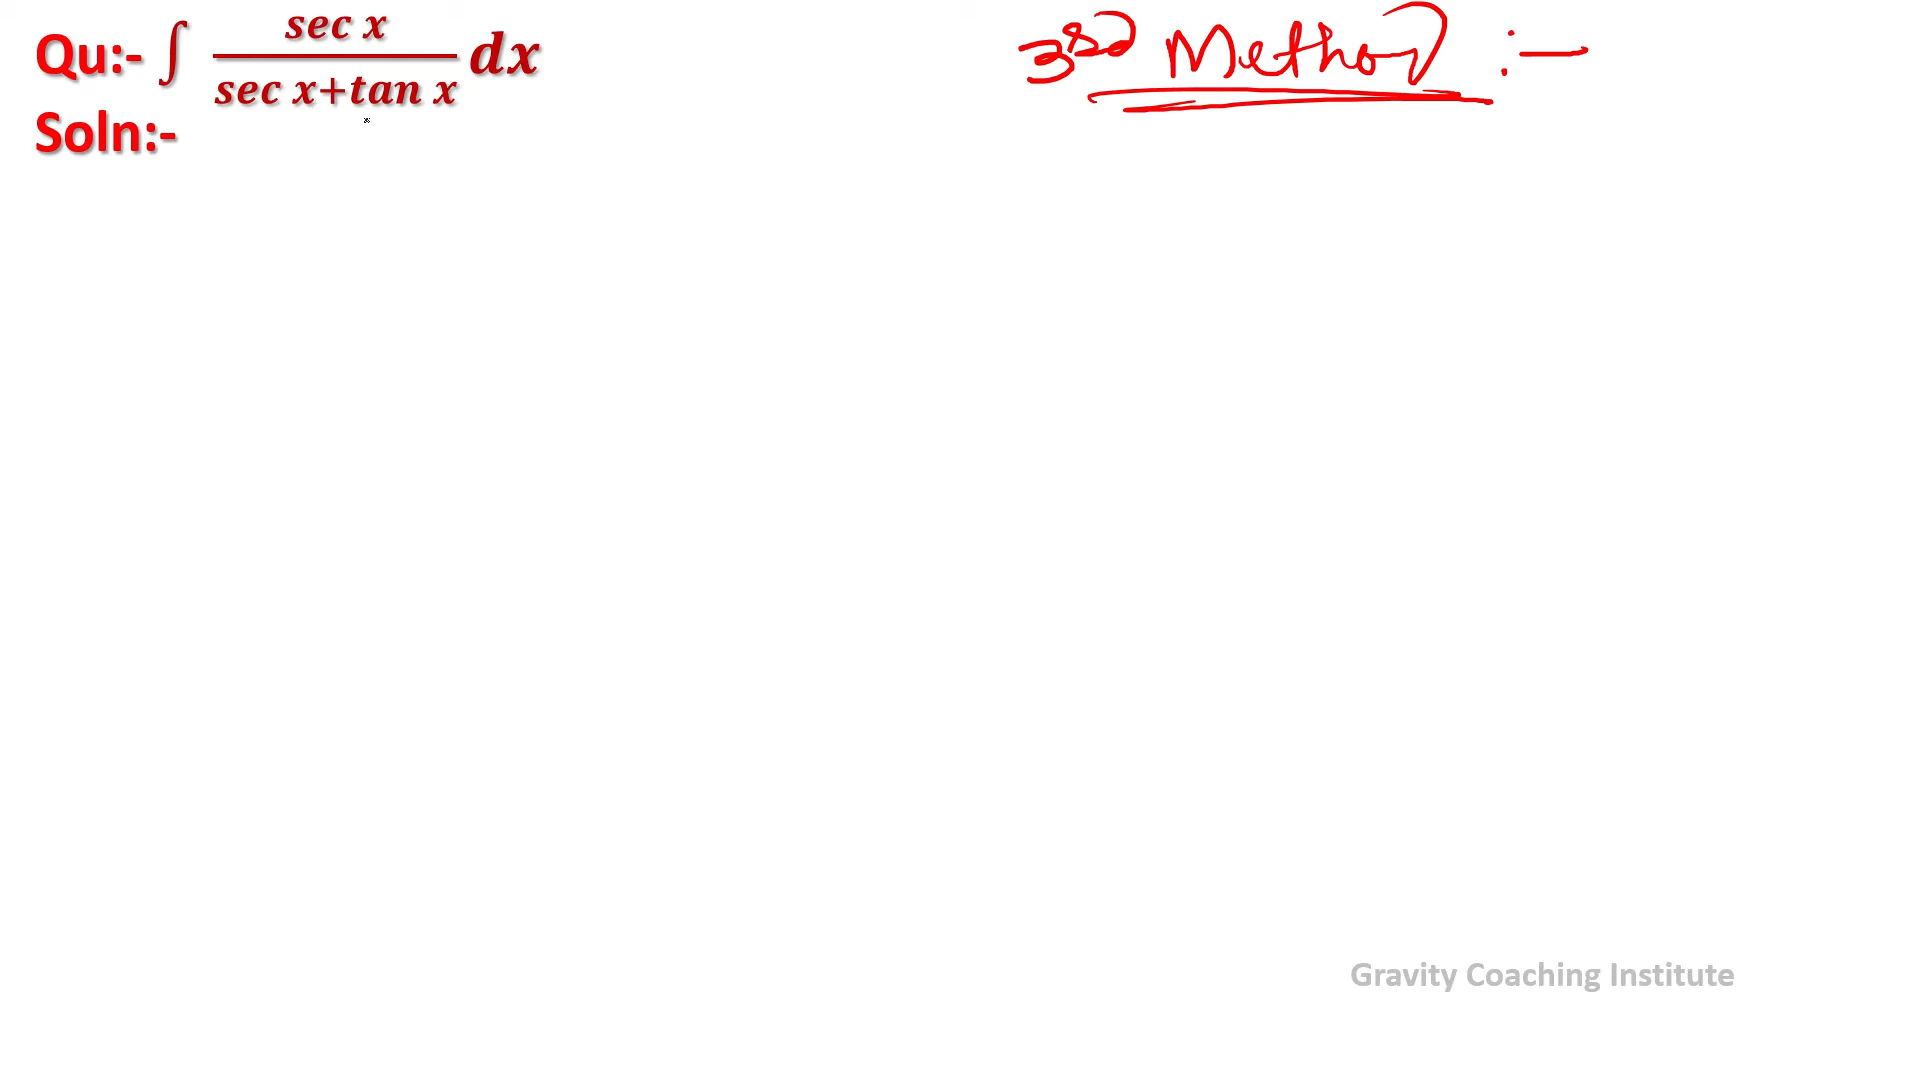 Qu:- ∫ sec x / sec x+tan x dx
3rd Method :-
Soln:-
Gravity Coaching Institute